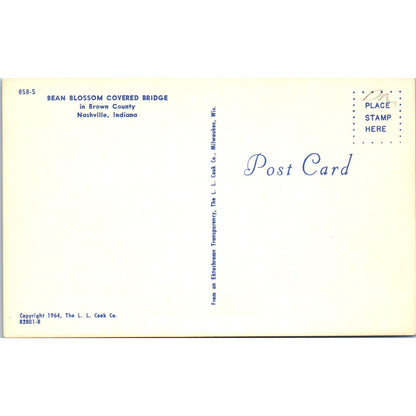 858-S
BEAN BLOSSOM COVERED BRIDGE
in Brown County
Nashville, Indiana
From an Ektachrome Transparency, The L. L. Cook Co., Milwaukee, Wis.
PLACE
STAMP
HERE
Post Card
Copyright 1964, The L. L. Cook Co.
R2801-B